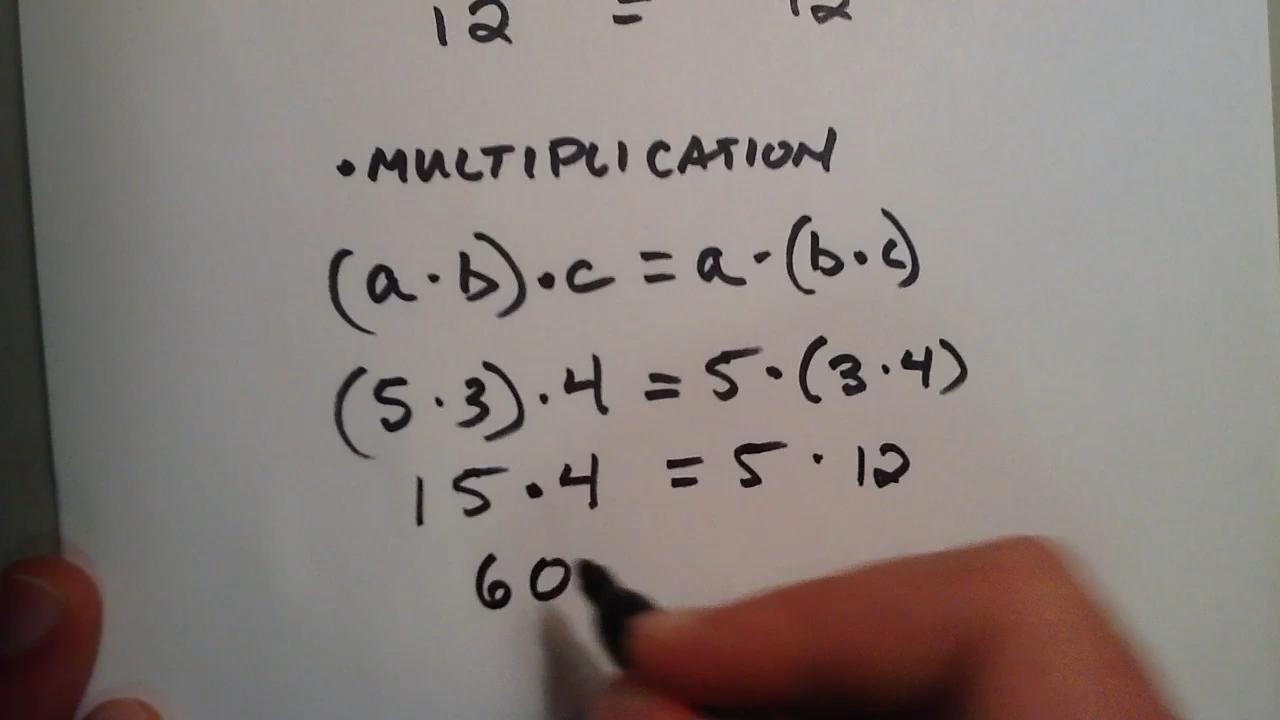 12 = 12
• MULTIPLICATION
(a · b) · c = a · (b · c)
(5 · 3) · 4 = 5 · (3 · 4)
15 · 4 = 5 · 12
60